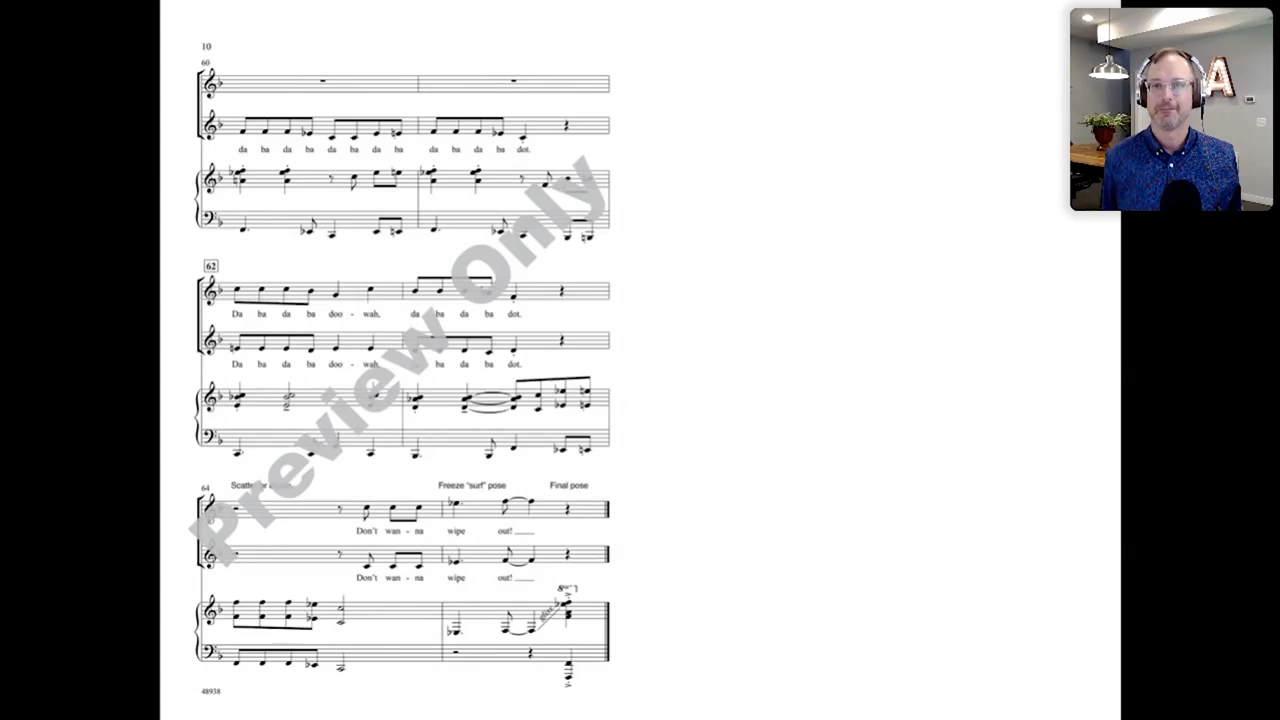 10
60
da ba da ba da ba da ba da ba da ba dot.
62
Da ba da ba doo - wah, da ba da ba dot.
Da ba da ba doo - wah, ba da ba dot.
64
Freeze "surf" pose Final pose
Don't wan - na wipe out!
Don't wan - na wipe out!
gliss.
48938
Preview Only
A